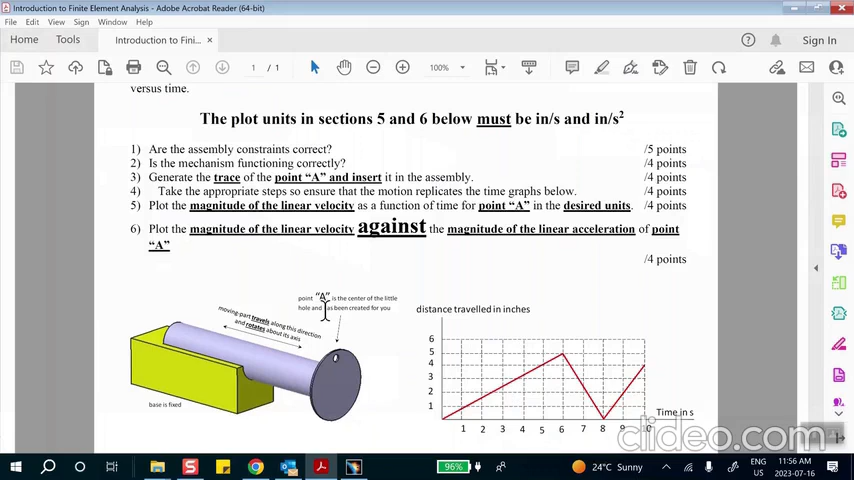 Introduction to Finite Element Analysis - Adobe Acrobat Reader (64-bit)
File Edit View Sign Window Help
Home Tools Introduction to Fini... × Sign In
1 / 1 100%
versus time.
The plot units in sections 5 and 6 below must be in/s and in/s²
1) Are the assembly constraints correct? /5 points
2) Is the mechanism functioning correctly? /4 points
3) Generate the trace of the point “A” and insert it in the assembly. /4 points
4) Take the appropriate steps so ensure that the motion replicates the time graphs below. /4 points
5) Plot the magnitude of the linear velocity as a function of time for point “A” in the desired units. /4 points
6) Plot the magnitude of the linear velocity against the magnitude of the linear acceleration of point
“A”
/4 points
point “A” is the center of the little
hole and has been created for you
moving-part travels along this direction
and rotates about its axis
base is fixed
distance travelled in inches
6
5
4
3
2
1
Time in s
1 2 3 4 5 6 7 8 9 10
clideo.com
96% 24°C Sunny ENG US 11:56 AM 2023-07-16